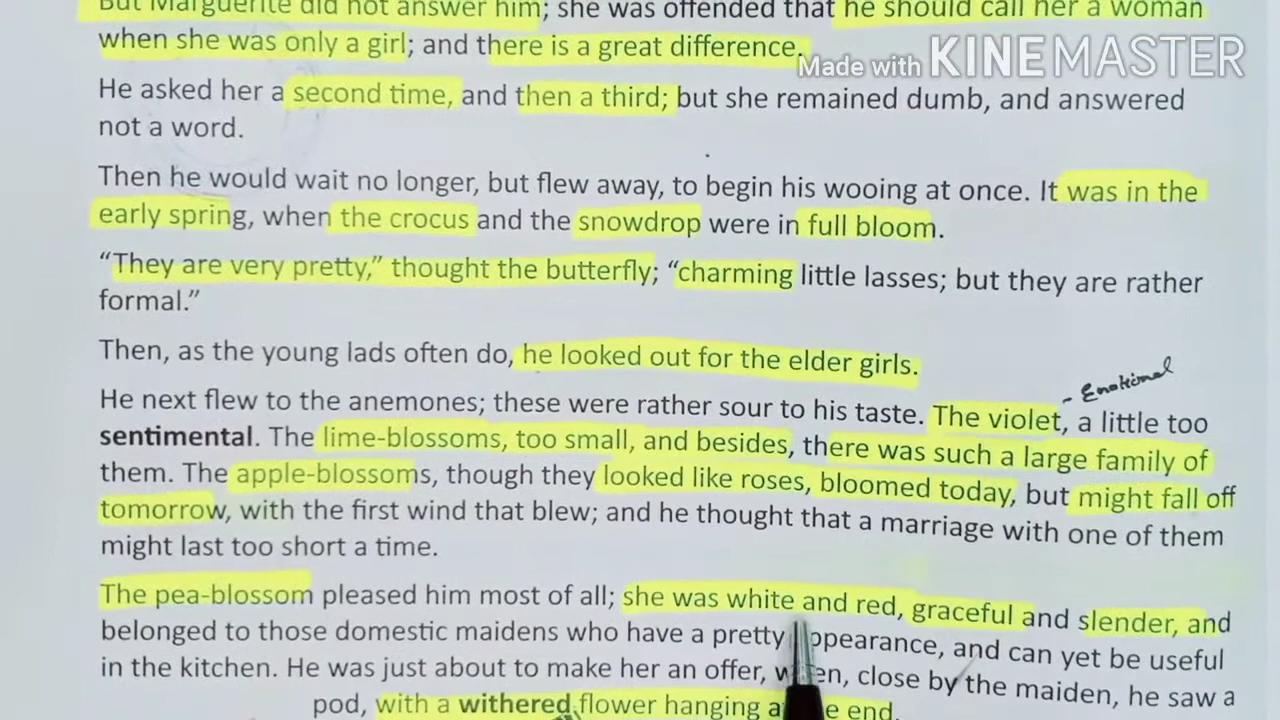 But Marguerite did not answer him; she was offended that he should call her a woman
when she was only a girl; and there is a great difference.
Made with KINEMASTER
He asked her a second time, and then a third; but she remained dumb, and answered
not a word.
Then he would wait no longer, but flew away, to begin his wooing at once. It was in the
early spring, when the crocus and the snowdrop were in full bloom.
“They are very pretty,” thought the butterfly; “charming little lasses; but they are rather
formal.”
Then, as the young lads often do, he looked out for the elder girls.
- Emotional
He next flew to the anemones; these were rather sour to his taste. The violet, a little too
sentimental. The lime-blossoms, too small, and besides, there was such a large family of
them. The apple-blossoms, though they looked like roses, bloomed today, but might fall off
tomorrow, with the first wind that blew; and he thought that a marriage with one of them
might last too short a time.
The pea-blossom pleased him most of all; she was white and red, graceful and slender, and
belonged to those domestic maidens who have a pretty appearance, and can yet be useful
in the kitchen. He was just about to make her an offer, when, close by the maiden, he saw a
pod, with a withered flower hanging at the end.